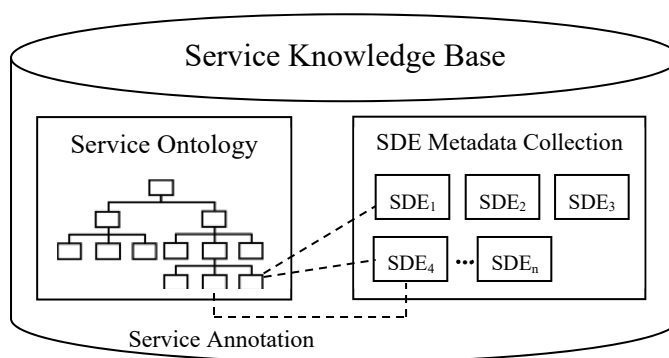 Service Knowledge Base
Service Ontology
SDE Metadata Collection
SDE₁ SDE₂ SDE₃
SDE₄ ... SDEₙ
Service Annotation